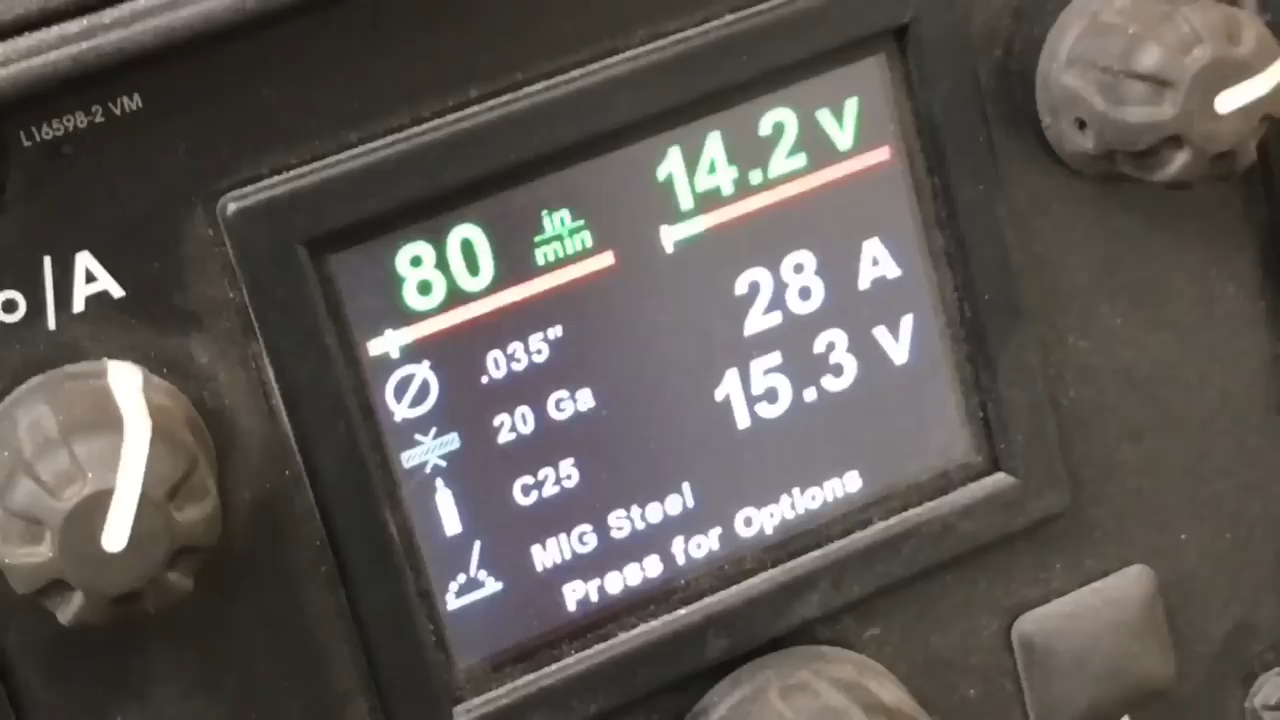 L16598-2 VM
/A
80 in/min
14.2 V
.035"
28 A
20 Ga
15.3 V
C25
MIG Steel
Press for Options